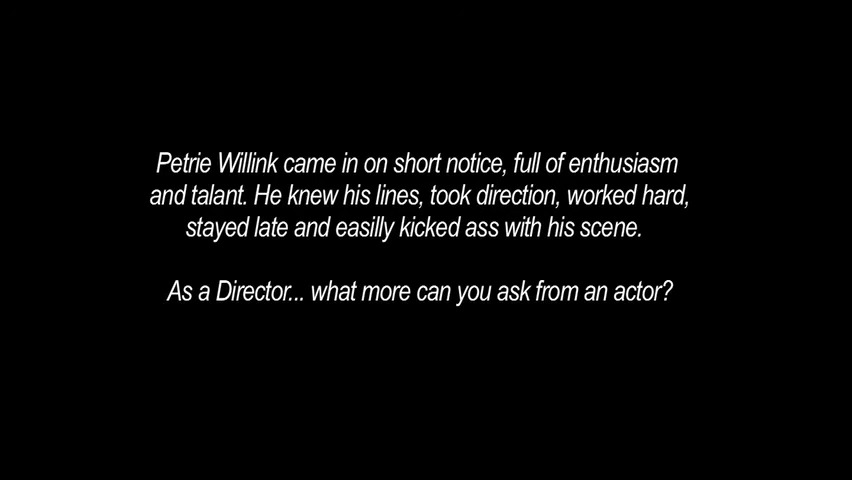 Petrie Willink came in on short notice, full of enthusiasm
and talant. He knew his lines, took direction, worked hard,
stayed late and easilly kicked ass with his scene.
As a Director... what more can you ask from an actor?